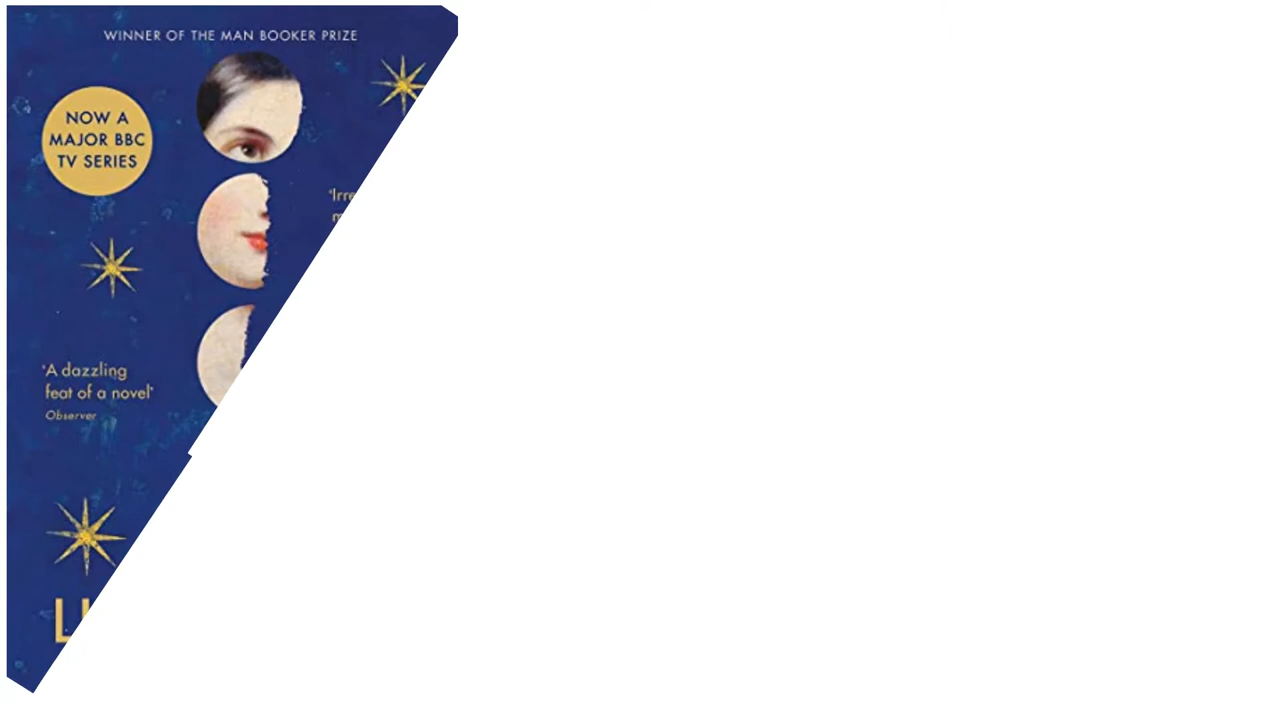 WINNER OF THE MAN BOOKER PRIZE
NOW A
MAJOR BBC
TV SERIES
'A dazzling
feat of a novel'
Observer